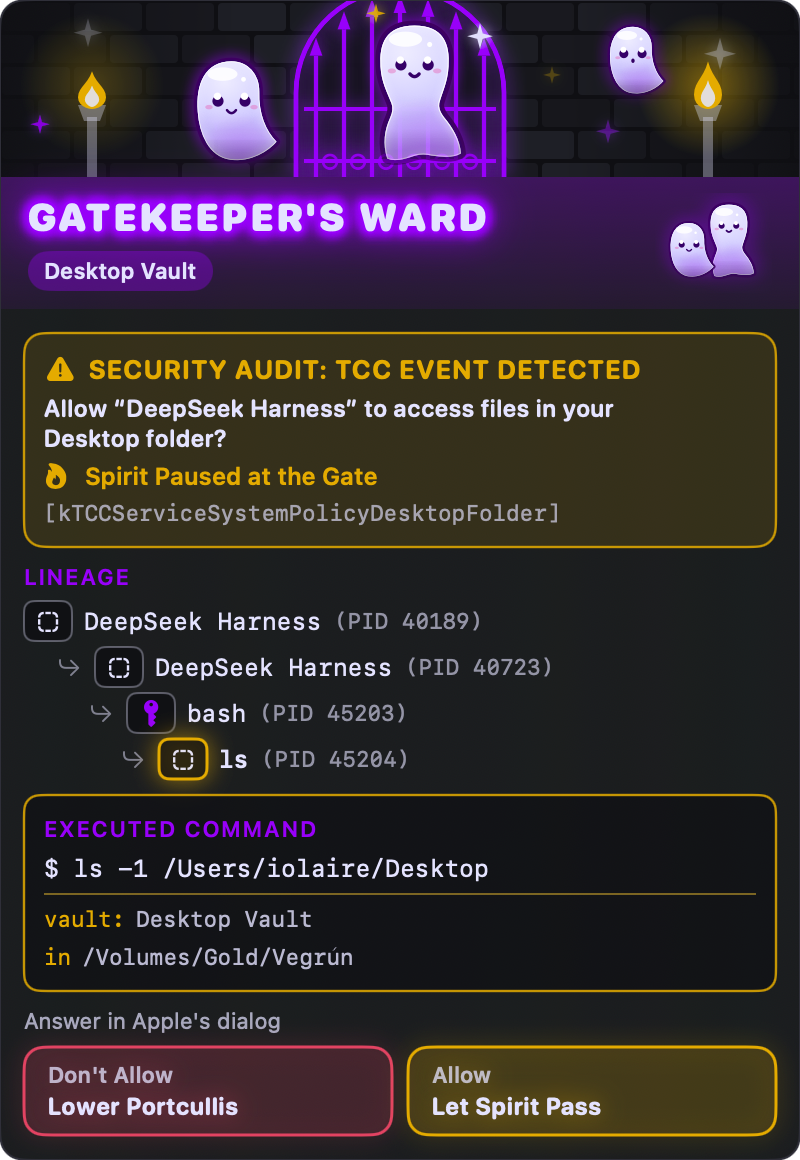 GATEKEEPER'S WARD
Desktop Vault
SECURITY AUDIT: TCC EVENT DETECTED
Allow “DeepSeek Harness” to access files in your
Desktop folder?
Spirit Paused at the Gate
[kTCCServiceSystemPolicyDesktopFolder]
LINEAGE
DeepSeek Harness (PID 40189)
DeepSeek Harness (PID 40723)
bash (PID 45203)
ls (PID 45204)
EXECUTED COMMAND
$ ls -1 /Users/iolaire/Desktop
vault: Desktop Vault
in /Volumes/Gold/Vegrún
Answer in Apple's dialog
Don't Allow
Lower Portcullis
Allow
Let Spirit Pass